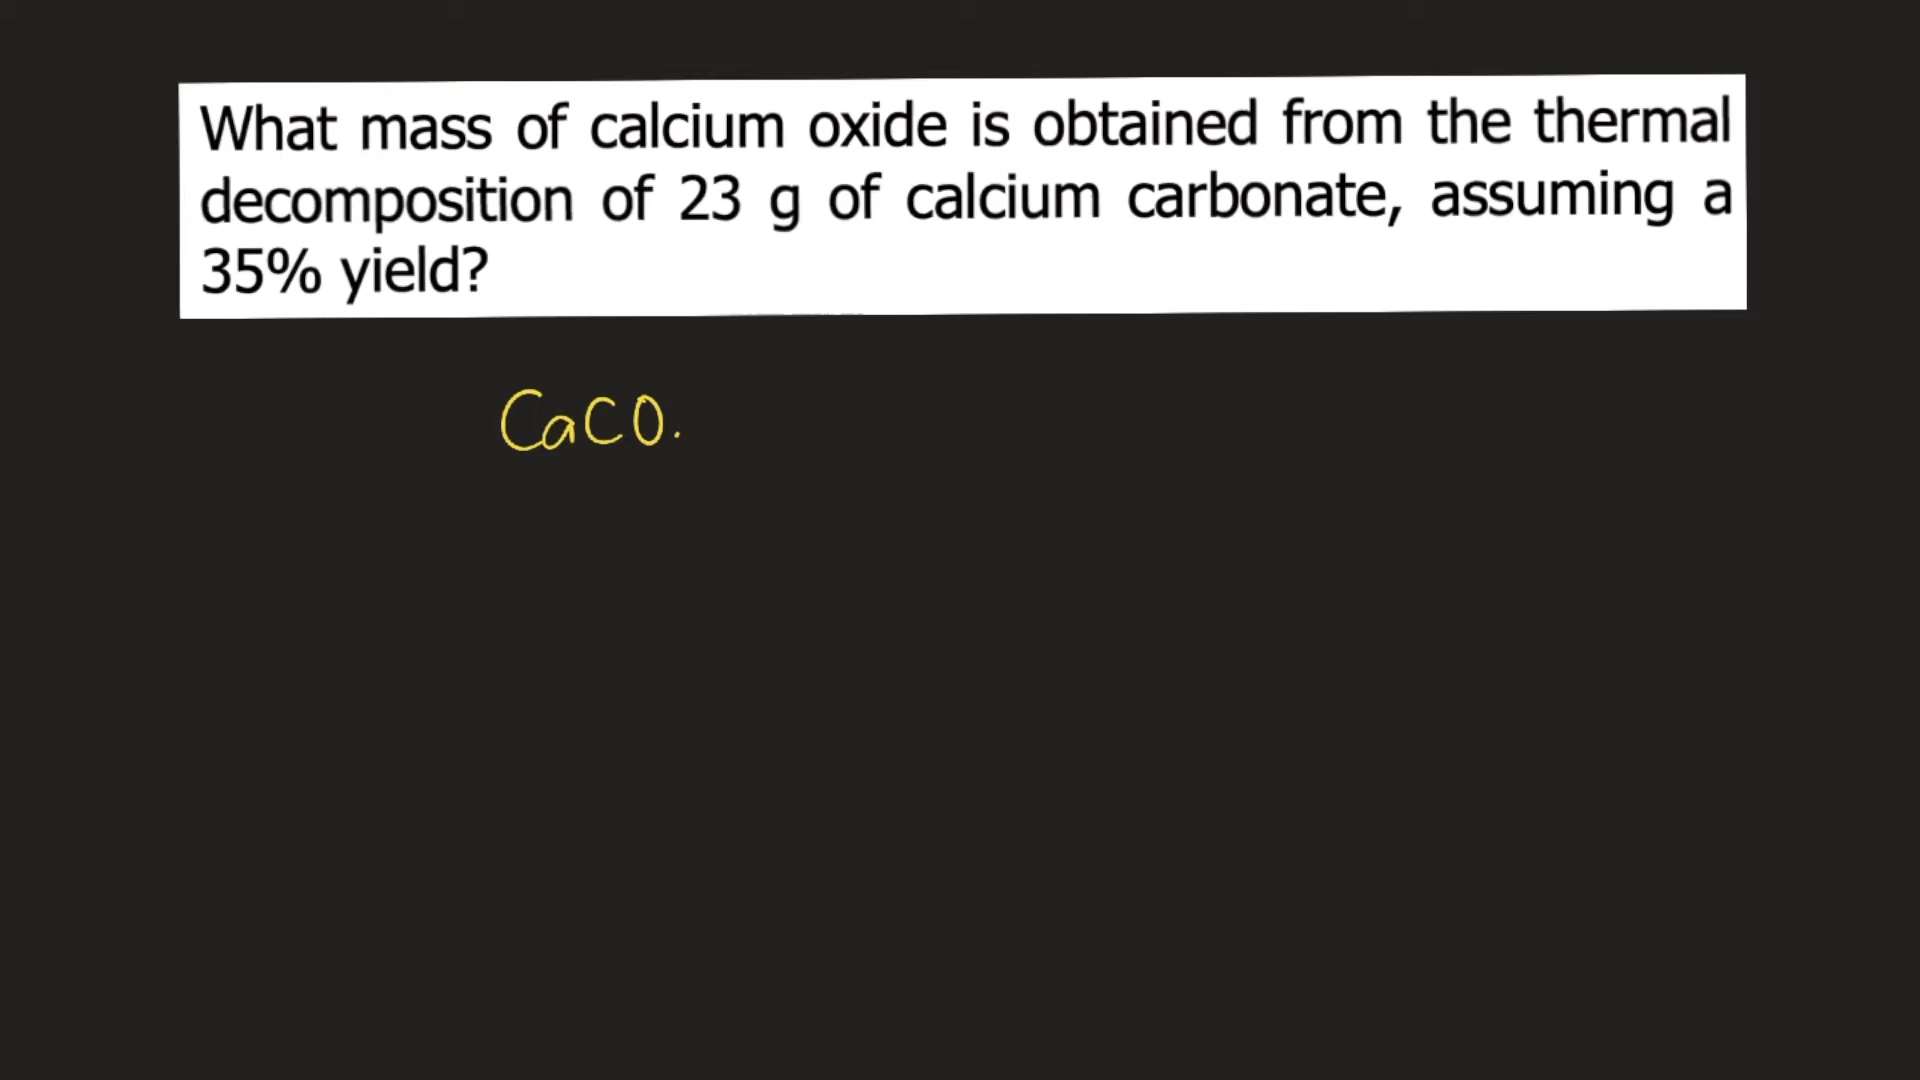 What mass of calcium oxide is obtained from the thermal
decomposition of 23 g of calcium carbonate, assuming a
35% yield?
CaCO.